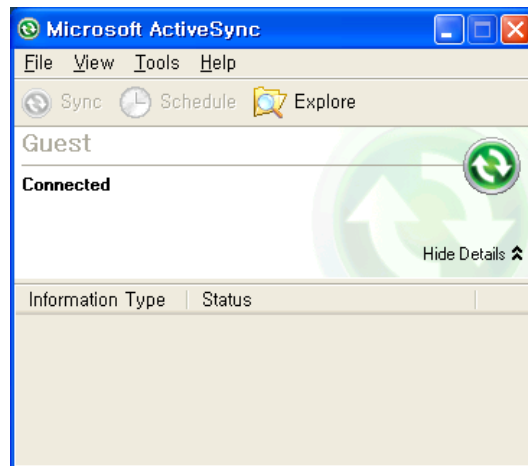 Microsoft ActiveSync
File View Tools Help
Sync Schedule Explore
Guest
Connected
Hide Details
Information Type Status